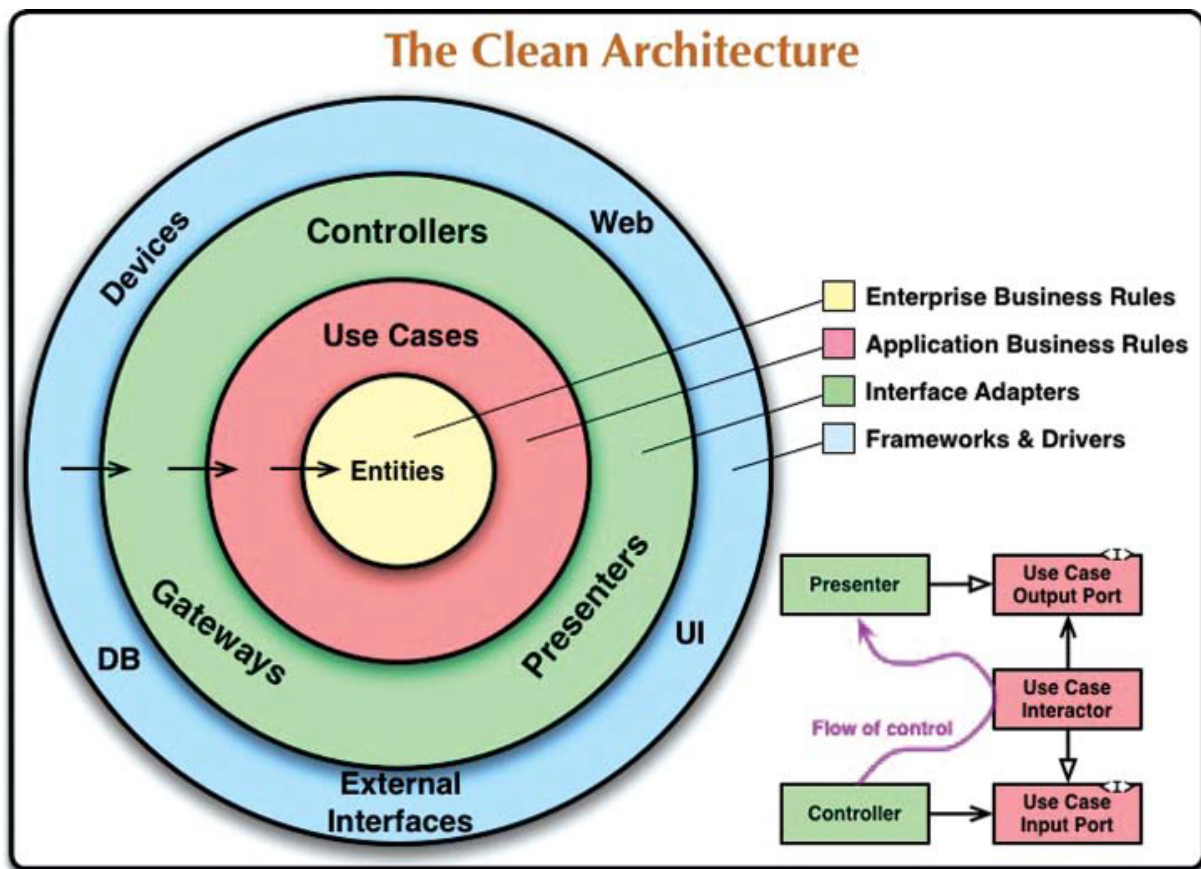 The Clean Architecture
Devices
Controllers
Web
Use Cases
Entities
Gateways
Presenters
DB
UI
External
Interfaces
Enterprise Business Rules
Application Business Rules
Interface Adapters
Frameworks & Drivers
Presenter
<I>
Use Case
Output Port
Use Case
Interactor
Flow of control
Controller
<I>
Use Case
Input Port